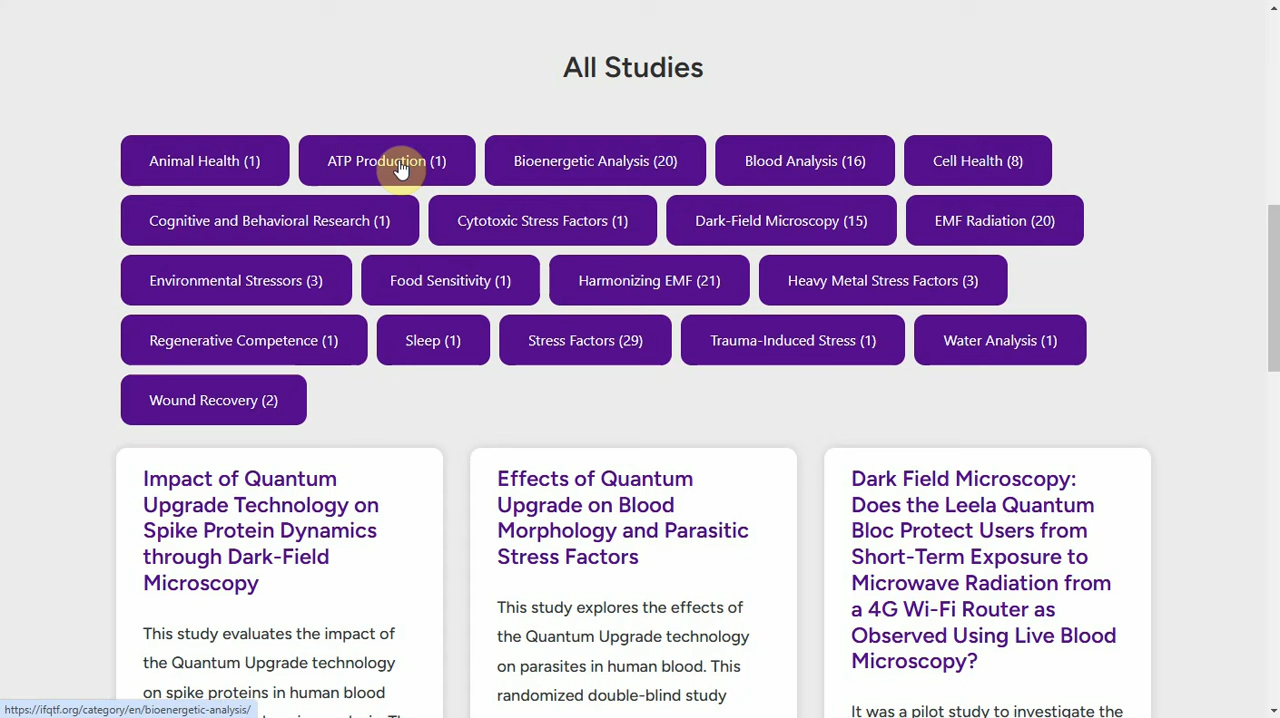 All Studies
Animal Health (1)
ATP Production (1)
Bioenergetic Analysis (20)
Blood Analysis (16)
Cell Health (8)
Cognitive and Behavioral Research (1)
Cytotoxic Stress Factors (1)
Dark-Field Microscopy (15)
EMF Radiation (20)
Environmental Stressors (3)
Food Sensitivity (1)
Harmonizing EMF (21)
Heavy Metal Stress Factors (3)
Regenerative Competence (1)
Sleep (1)
Stress Factors (29)
Trauma-Induced Stress (1)
Water Analysis (1)
Wound Recovery (2)
Impact of Quantum
Upgrade Technology on
Spike Protein Dynamics
through Dark-Field
Microscopy
This study evaluates the impact of
the Quantum Upgrade technology
on spike proteins in human blood
Effects of Quantum
Upgrade on Blood
Morphology and Parasitic
Stress Factors
This study explores the effects of
the Quantum Upgrade technology
on parasites in human blood. This
randomized double-blind study
Dark Field Microscopy:
Does the Leela Quantum
Bloc Protect Users from
Short-Term Exposure to
Microwave Radiation from
a 4G Wi-Fi Router as
Observed Using Live Blood
Microscopy?
It was a pilot study to investigate the
https://ifqtf.org/category/en/bioenergetic-analysis/